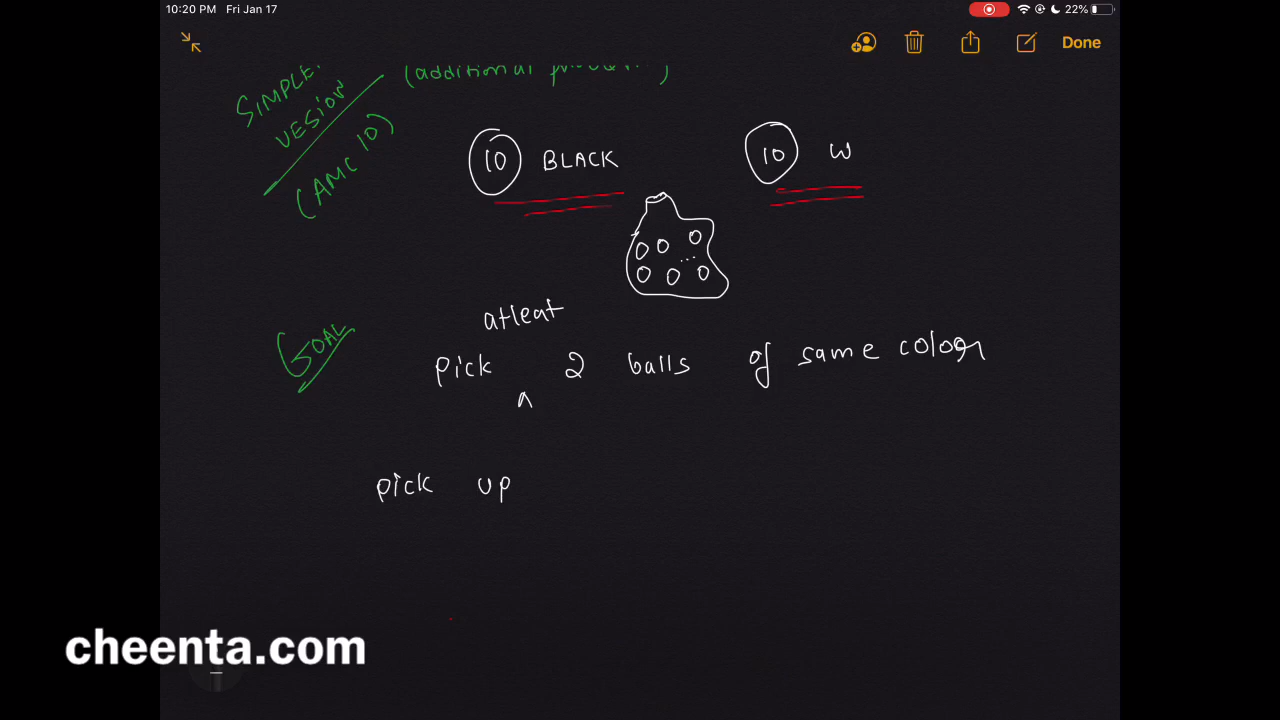 10:20 PM Fri Jan 17
22%
Done
SIMPLE. (additional
VESION
(AMC 10)
10 BLACK 10 W
GOAL
atleat
pick 2 balls of same color
pick up
cheenta.com